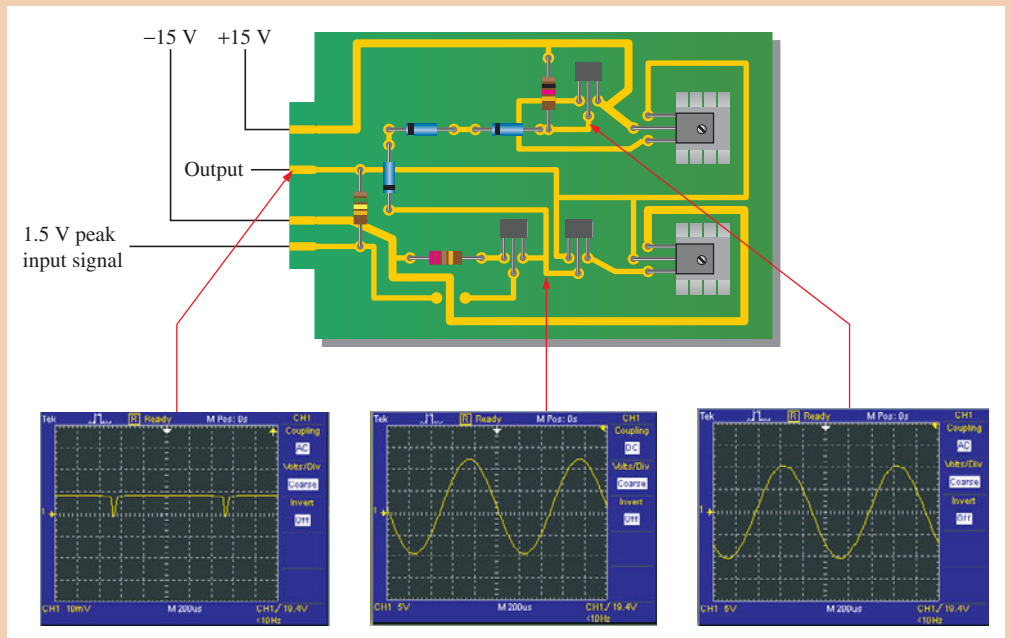 −15 V +15 V
Output
1.5 V peak
input signal
Tek R Ready M Pos: 0s CH1
Coupling
AC
Volts/Div
Coarse
Invert
Off
1
CH1 10mV M 200us CH1 / 19.4V
<10Hz
Tek R Ready M Pos: 0s CH1
Coupling
DC
Volts/Div
Coarse
Invert
Off
1
CH1 5V M 200us CH1 / 19.4V
<10Hz
Tek R Ready M Pos: 0s CH1
Coupling
AC
Volts/Div
Coarse
Invert
Off
1
CH1 M 200us CH1 / 19.4V
<10Hz